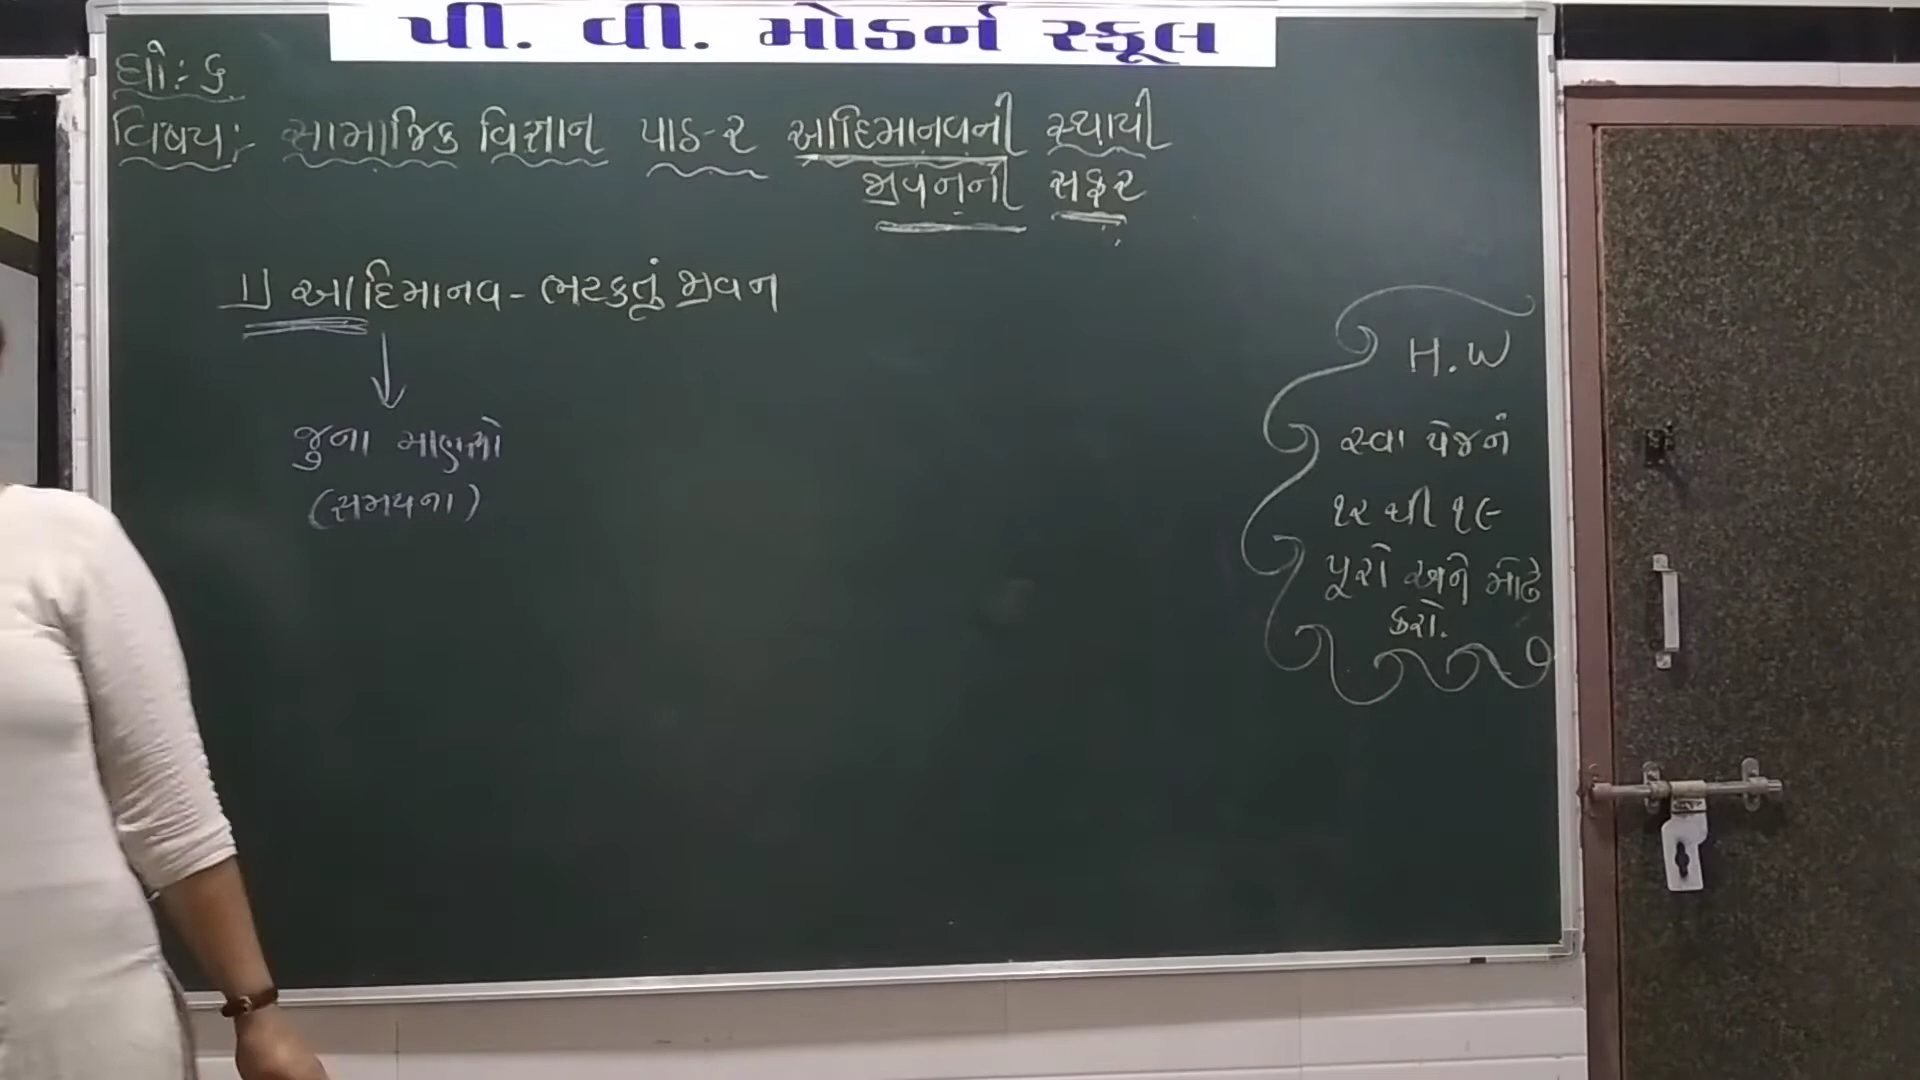 પી. વી. મોડર્ન સ્કૂલ
ધોઃ- ૬
વિષયઃ- સામાજિક વિજ્ઞાન પાઠ-૨ આદિમાનવની સ્થાયી
જીવનની સફર
1) આદિમાનવ - ભટકતું જીવન
જુના માણસો
(સમયના)
H.W
સ્વા પેજનં
૧૨ થી ૧૯
પૂરો અને મોઢે
કરો.